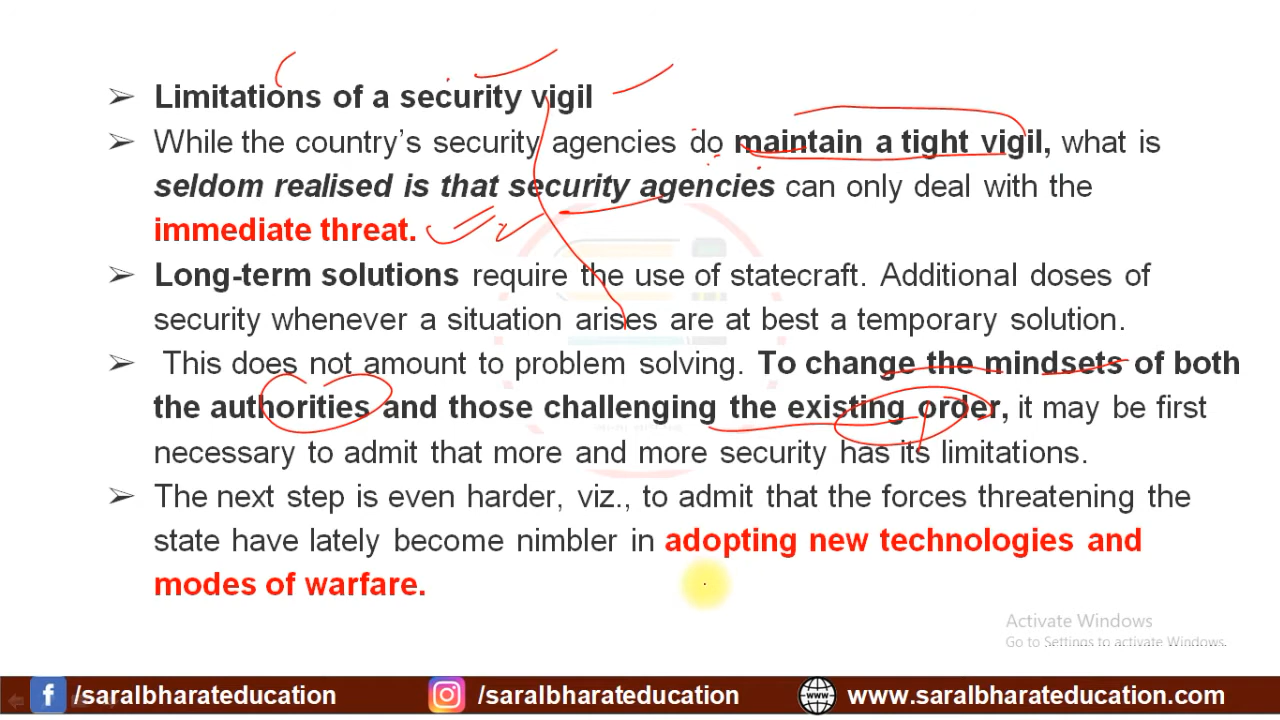 ➢ Limitations of a security vigil
➢ While the country’s security agencies do maintain a tight vigil, what is
seldom realised is that security agencies can only deal with the
immediate threat.
➢ Long-term solutions require the use of statecraft. Additional doses of
security whenever a situation arises are at best a temporary solution.
➢ This does not amount to problem solving. To change the mindsets of both
the authorities and those challenging the existing order, it may be first
necessary to admit that more and more security has its limitations.
➢ The next step is even harder, viz., to admit that the forces threatening the
state have lately become nimbler in adopting new technologies and
modes of warfare.
Activate Windows
Go to Settings to activate Windows.
/saralbharateducation /saralbharateducation www.saralbharateducation.com